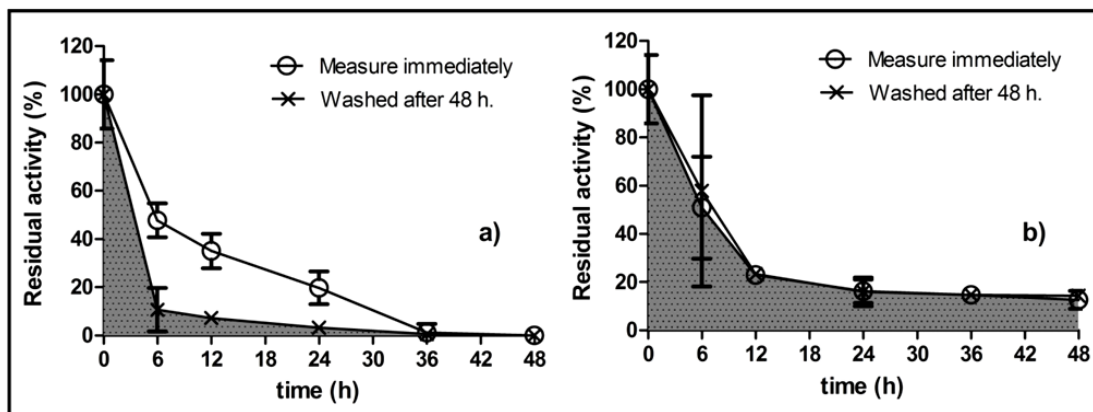 120
100
80
60
40
20
0
Residual activity (%)
Measure immediately
Washed after 48 h.
a)
0 6 12 18 24 30 36 42 48
time (h)
120
100
80
60
40
20
0
Residual activity (%)
Measure immediately
Washed after 48 h.
b)
0 6 12 18 24 30 36 42 48
time (h)